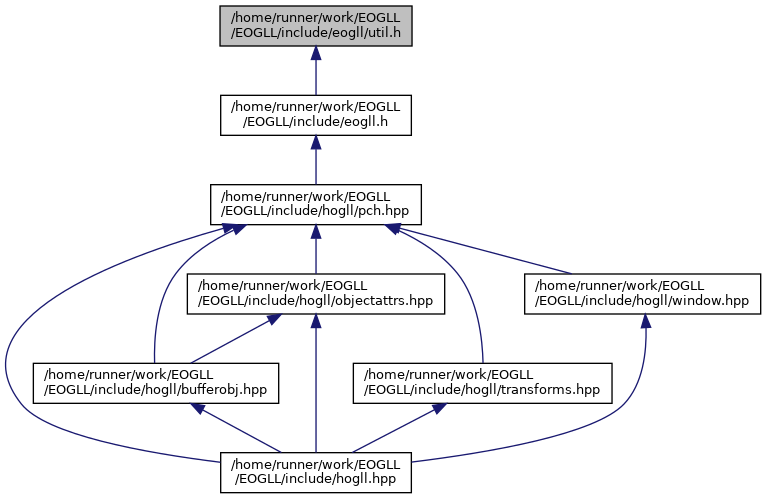 /home/runner/work/EOGLL
/EOGLL/include/eogll/util.h
/home/runner/work/EOGLL
/EOGLL/include/eogll.h
/home/runner/work/EOGLL
/EOGLL/include/hogll/pch.hpp
/home/runner/work/EOGLL
/EOGLL/include/hogll/objectattrs.hpp
/home/runner/work/EOGLL
/EOGLL/include/hogll/window.hpp
/home/runner/work/EOGLL
/EOGLL/include/hogll/bufferobj.hpp
/home/runner/work/EOGLL
/EOGLL/include/hogll/transforms.hpp
/home/runner/work/EOGLL
/EOGLL/include/hogll.hpp